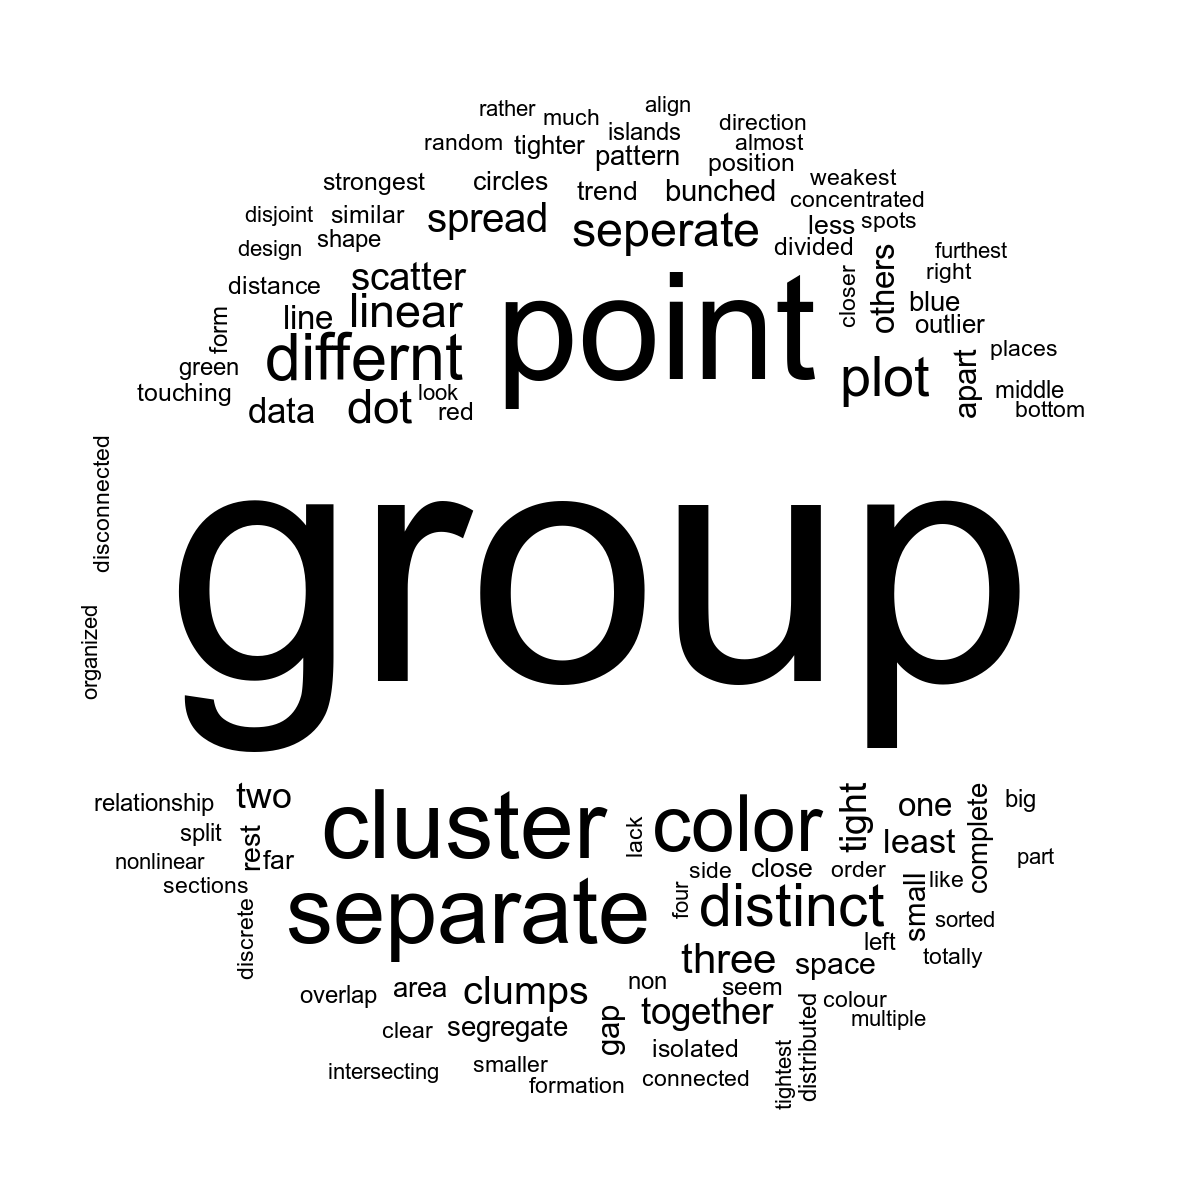 rather
much
align
random
tighter
islands
pattern
direction
almost
position
strongest
circles
trend
bunched
weakest
concentrated
disjoint
similar
spread
seperate
less
spots
design
shape
divided
furthest
distance
scatter
point
closer
others
right
form
line
linear
blue
outlier
green
differnt
plot
apart
places
touching
data
dot
look
red
middle
bottom
disconnected
group
organized
relationship
two
cluster
lack
color
tight
one
complete
big
split
rest
far
least
nonlinear
sections
side
close
order
like
part
discrete
separate
four
distinct
small
sorted
left
totally
three
space
overlap
area
clumps
non
seem
together
distributed
colour
multiple
clear
segregate
gap
isolated
intersecting
smaller
formation
connected
tightest